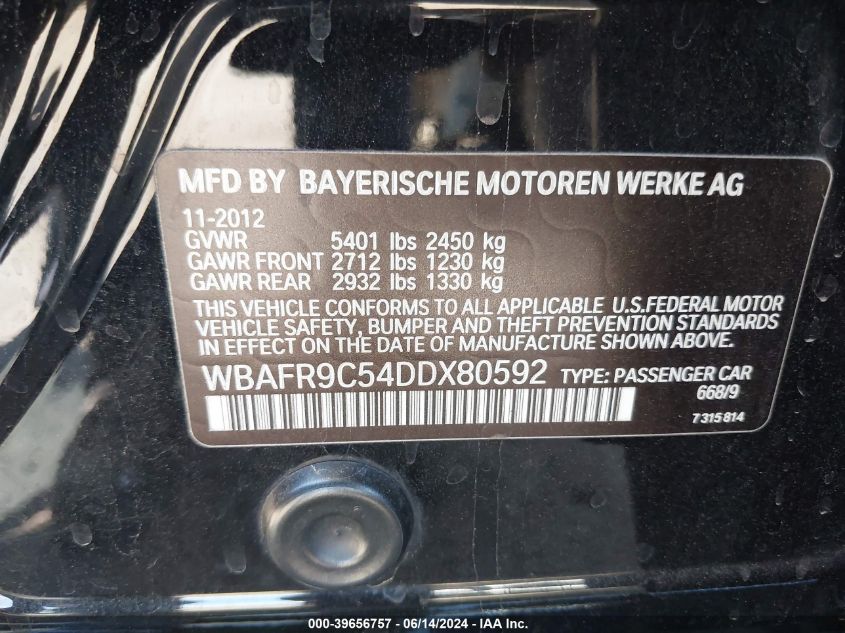 MFD BY BAYERISCHE MOTOREN WERKE AG
11-2012
GVWR 5401 lbs 2450 kg
GAWR FRONT 2712 lbs 1230 kg
GAWR REAR 2932 lbs 1330 kg
THIS VEHICLE CONFORMS TO ALL APPLICABLE U.S.FEDERAL MOTOR
VEHICLE SAFETY, BUMPER AND THEFT PREVENTION STANDARDS
IN EFFECT ON THE DATE OF MANUFACTURE SHOWN ABOVE.
WBAFR9C54DDX80592 TYPE: PASSENGER CAR
668/9
7 315 814
000-39656757 - 06/14/2024 - IAA Inc.